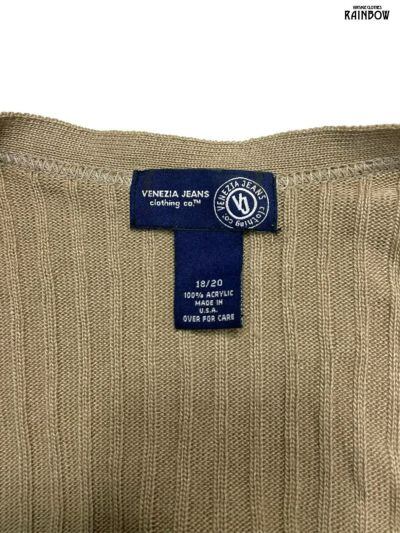 VINTAGE CLOTHES
RAINBOW
VENEZIA JEANS
clothing co.™
VENEZIA JEANS
clothing co.
VJ
18/20
100% ACRYLIC
MADE IN
U.S.A.
OVER FOR CARE